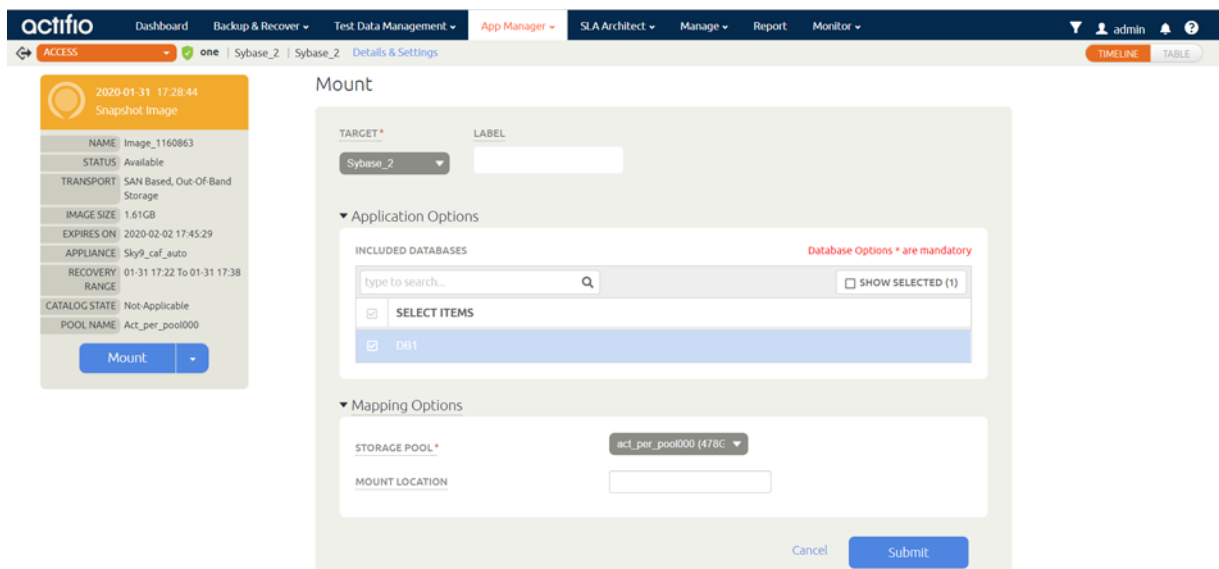 actifio Dashboard Backup & Recover Test Data Management App Manager SLA Architect Manage Report Monitor admin ?
ACCESS one | Sybase_2 | Sybase_2 Details & Settings TIMELINE TABLE
2020-01-31 17:28:44
Snapshot Image
NAME Image_1160863
STATUS Available
TRANSPORT SAN Based, Out-Of-Band
Storage
IMAGE SIZE 1.61GB
EXPIRES ON 2020-02-02 17:45:29
APPLIANCE Sky9_caf_auto
RECOVERY 01-31 17:22 To 01-31 17:38
RANGE
CATALOG STATE Not-Applicable
POOL NAME Act_per_pool000
Mount
Mount
TARGET* LABEL
Sybase_2
Application Options
INCLUDED DATABASES Database Options * are mandatory
type to search... SHOW SELECTED (1)
SELECT ITEMS
DB1
Mapping Options
STORAGE POOL* act_per_pool000 (478G
MOUNT LOCATION
Cancel Submit